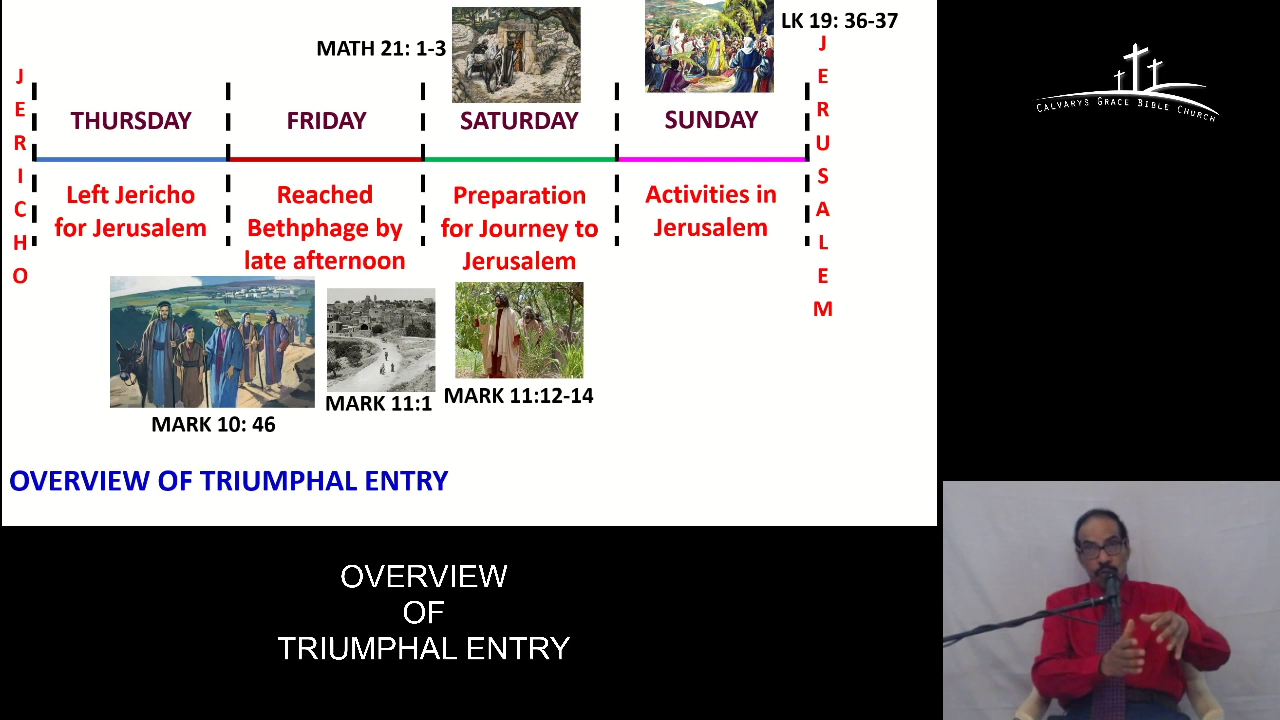 MATH 21: 1-3
LK 19: 36-37
JERICHO
THURSDAY
FRIDAY
SATURDAY
SUNDAY
JERUSALEM
Left Jericho
for Jerusalem
Reached
Bethphage by
late afternoon
Preparation
for Journey to
Jerusalem
Activities in
Jerusalem
MARK 10: 46
MARK 11:1
MARK 11:12-14
OVERVIEW OF TRIUMPHAL ENTRY
CALVARYS GRACE BIBLE CHURCH
OVERVIEW
OF
TRIUMPHAL ENTRY